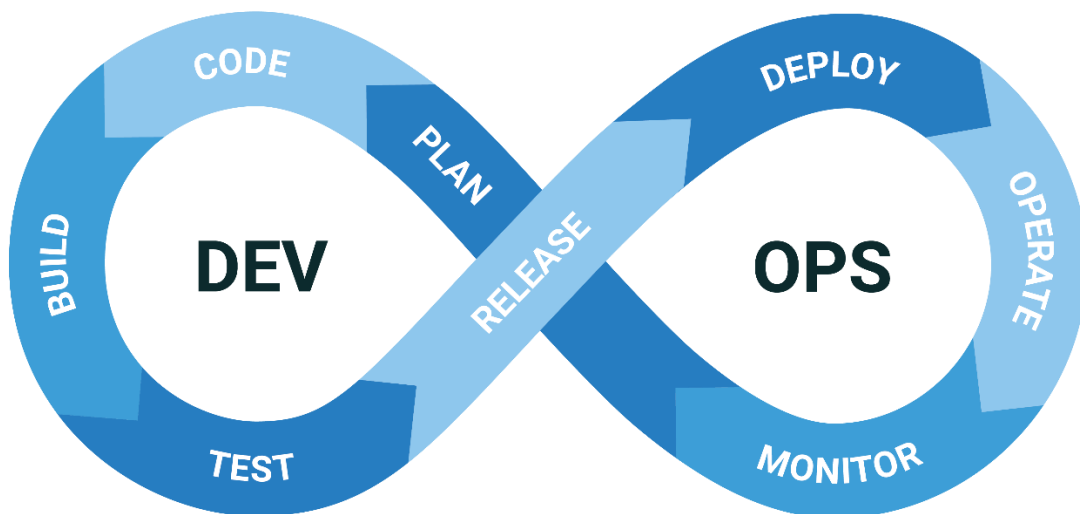 CODE
DEPLOY
PLAN
BUILD
DEV
RELEASE
OPS
OPERATE
TEST
MONITOR